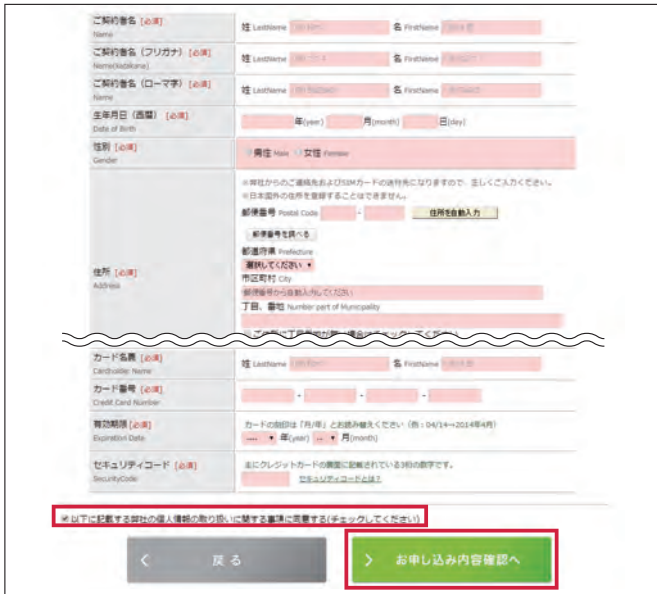 ご契約者名 [必須]
Name
姓 LastName 名 FirstName
ご契約者名（フリガナ） [必須]
Name(katakana)
姓 LastName 名 FirstName
ご契約者名（ローマ字） [必須]
Name
姓 LastName 名 FirstName
生年月日（西暦） [必須]
Date of Birth
年(year) 月(month) 日(day)
性別 [必須]
Gender
男性 Male 女性 Female
住所 [必須]
Address
※弊社からのご連絡先およびSIMカードの送付先になりますので、正しくご入力ください。
※日本国外の住所を登録することはできません。
郵便番号 Postal Code - 住所を自動入力
郵便番号を調べる
都道府県 Prefecture
選択してください ▼
市区町村 City
郵便番号から自動入力してください
丁目、番地 Number part of Municipality
カード名義 [必須]
Cardholder Name
姓 LastName 名 FirstName
カード番号 [必須]
Credit Card Number
- - -
有効期限 [必須]
Expiration Date
カードの刻印は「月/年」とお読み替えください（例：04/14→2014年4月）
---- ▼ 年(year) -- ▼ 月(month)
セキュリティコード [必須]
SecurityCode
主にクレジットカードの裏面に記載されている3桁の数字です。
セキュリティコードとは?
以下に記載する弊社の個人情報の取り扱いに関する事項に同意する(チェックしてください)
戻る
お申し込み内容確認へ